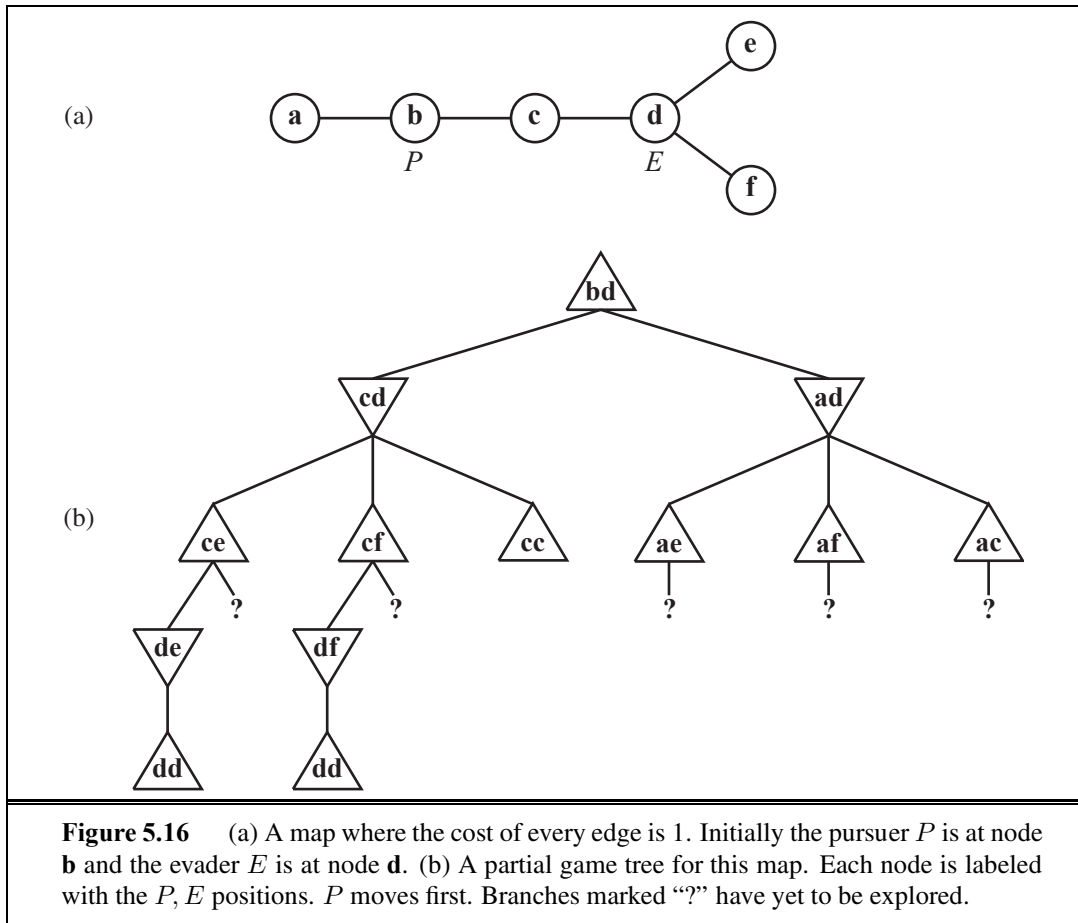 (a)
a b c d e f
P E
bd
cd ad
(b)
ce cf cc ae af ac
? ? ? ? ?
de df
dd dd
Figure 5.16 (a) A map where the cost of every edge is 1. Initially the pursuer P is at node
b and the evader E is at node d. (b) A partial game tree for this map. Each node is labeled
with the P, E positions. P moves first. Branches marked “?” have yet to be explored.